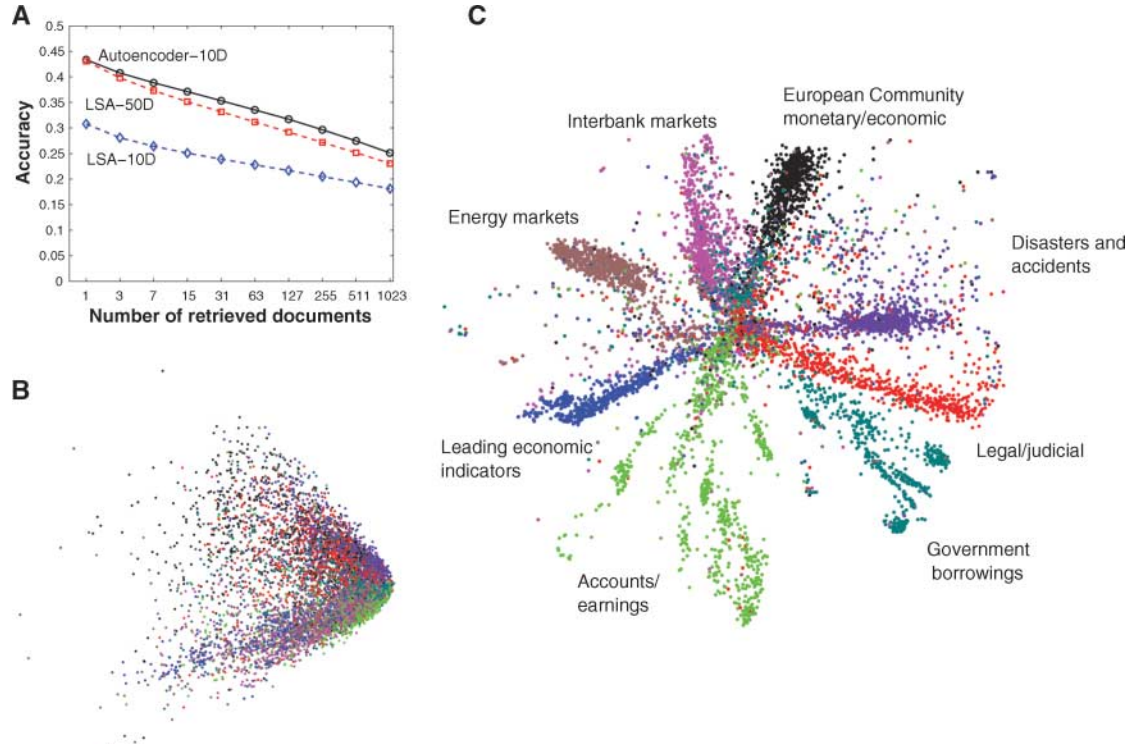 A
0.5
0.45
0.4
0.35
0.3
0.25
0.2
0.15
0.1
0.05
0
Accuracy
Autoencoder-10D
LSA-50D
LSA-10D
1 3 7 15 31 63 127 255 511 1023
Number of retrieved documents
B
C
European Community
monetary/economic
Interbank markets
Energy markets
Disasters and
accidents
Leading economic
indicators
Legal/judicial
Government
borrowings
Accounts/
earnings